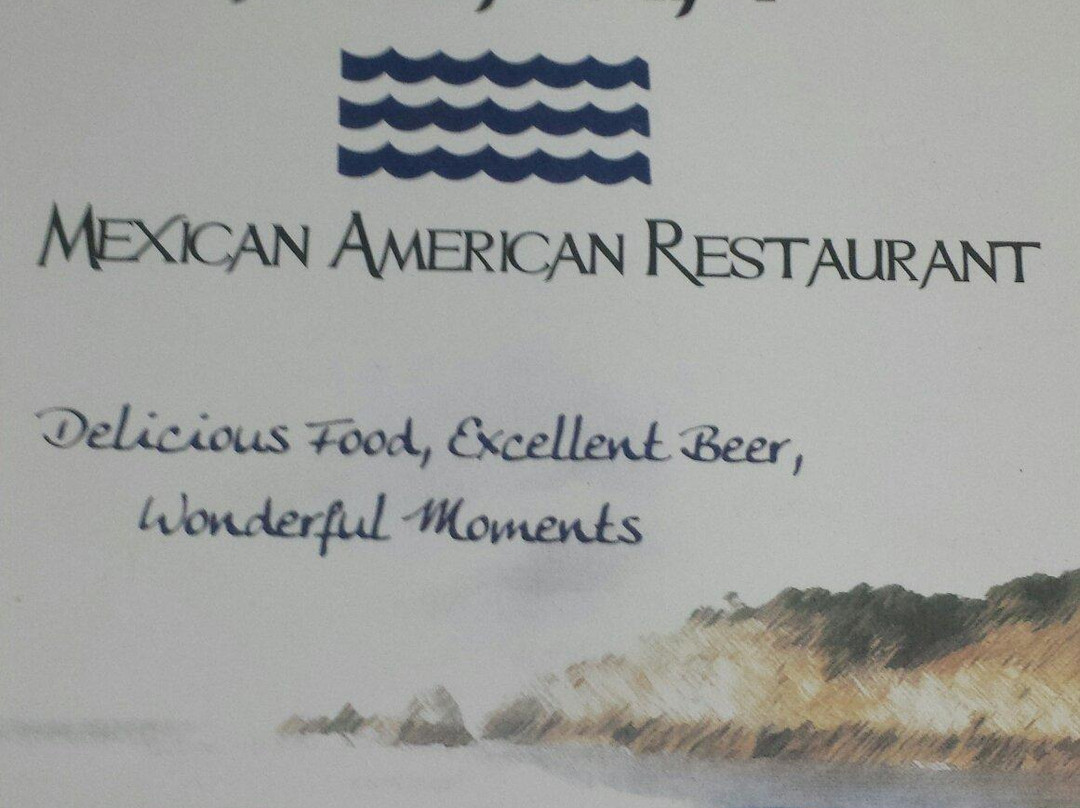 MEXICAN AMERICAN RESTAURANT
Delicious Food, Excellent Beer,
Wonderful Moments